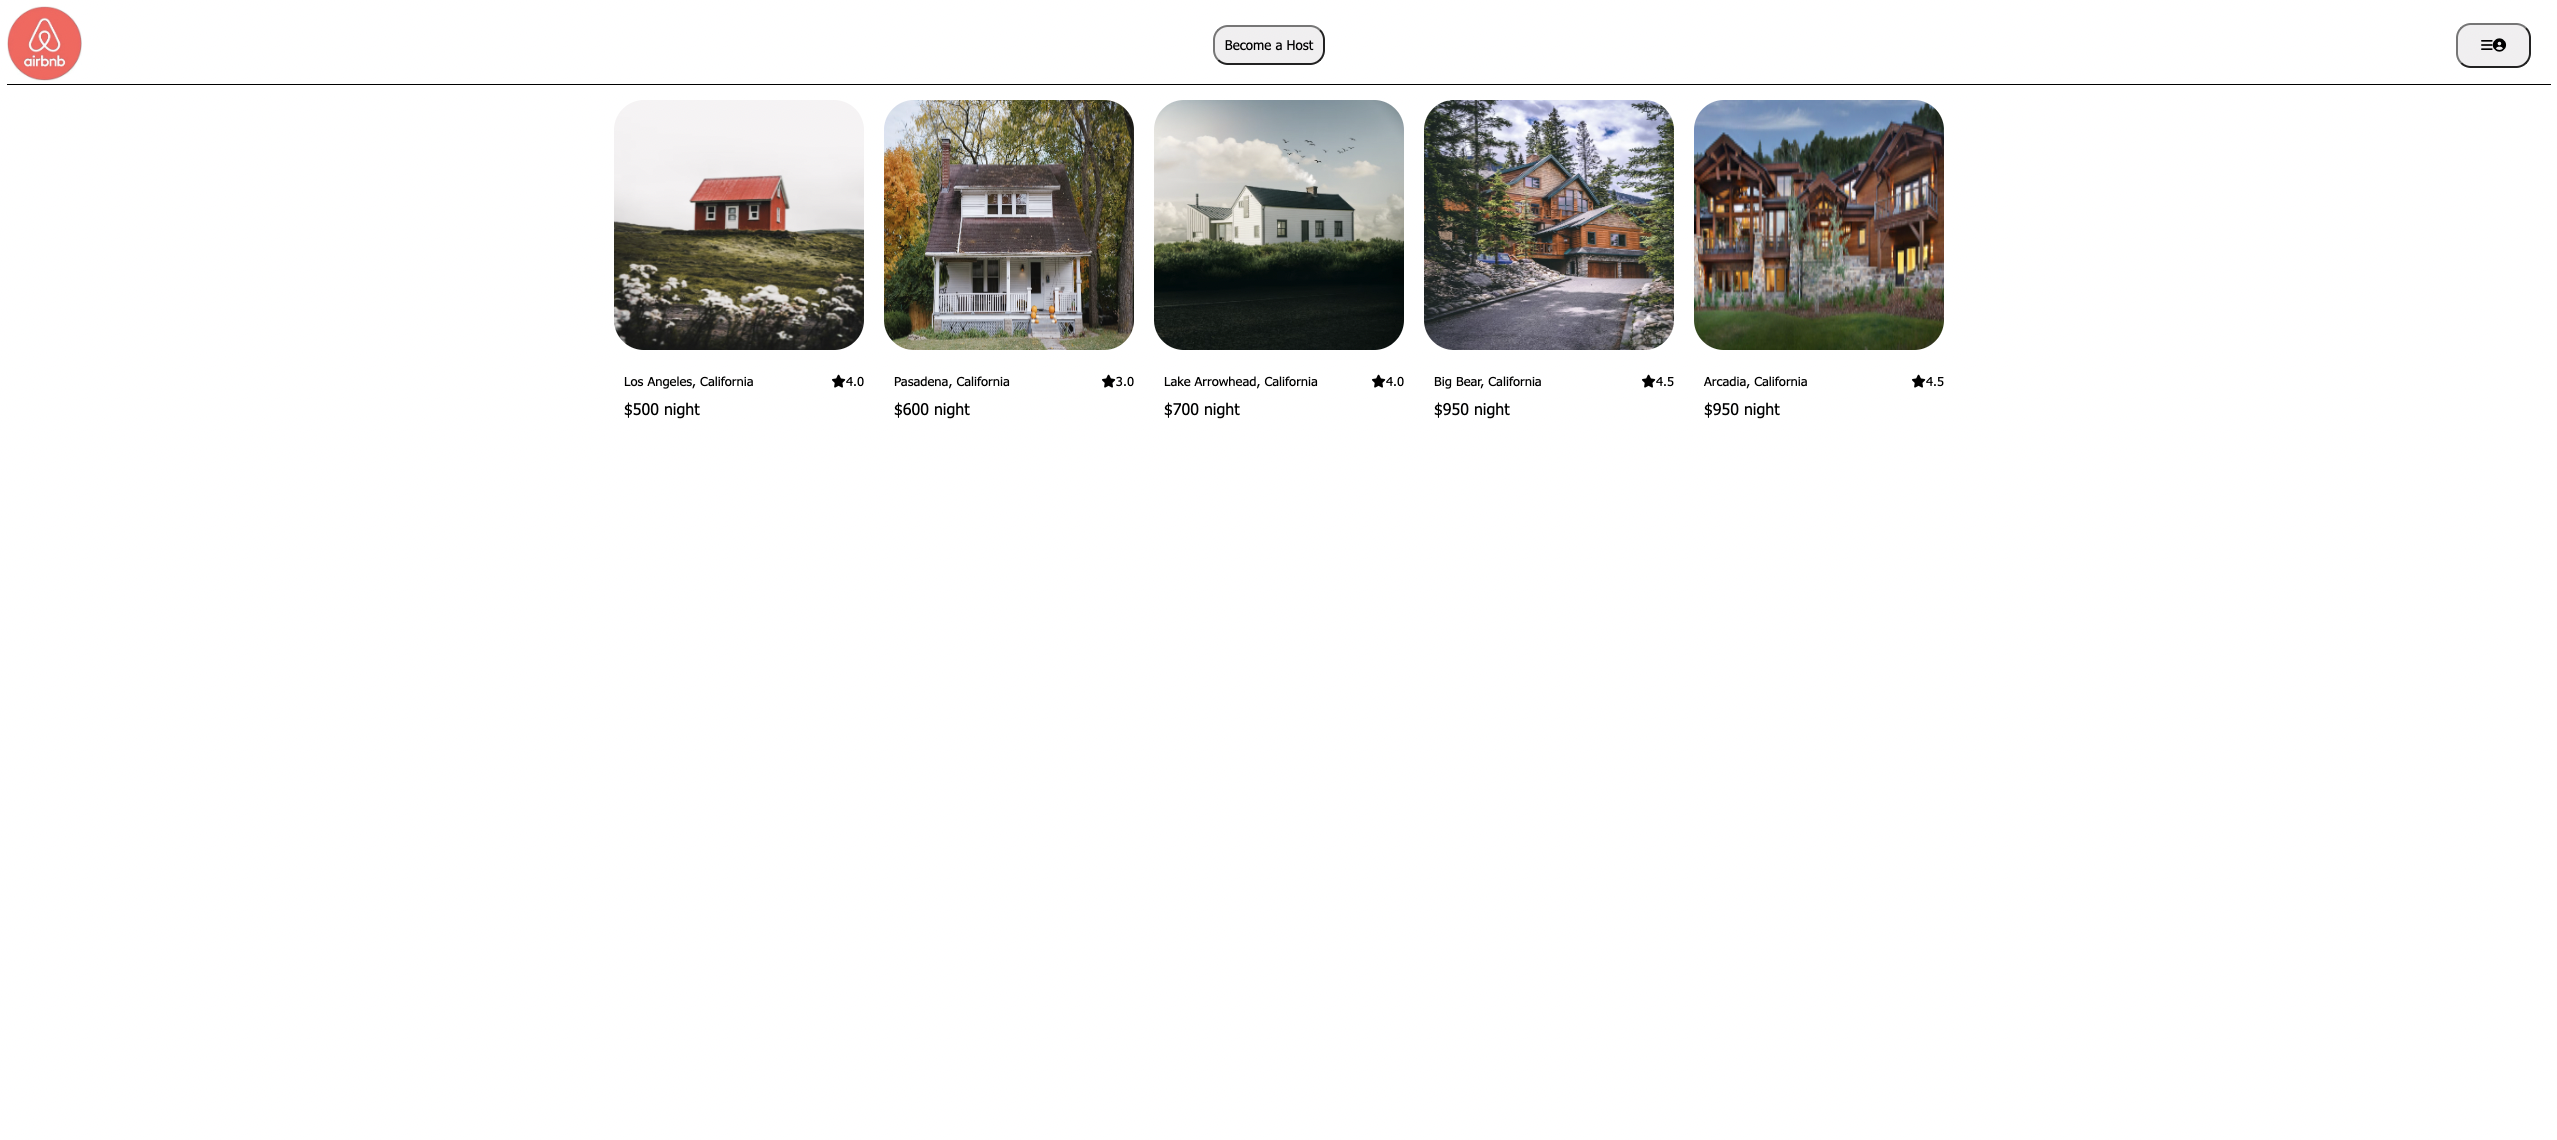 airbnb
Become a Host
Los Angeles, California 4.0
$500 night
Pasadena, California 3.0
$600 night
Lake Arrowhead, California 4.0
$700 night
Big Bear, California 4.5
$950 night
Arcadia, California 4.5
$950 night